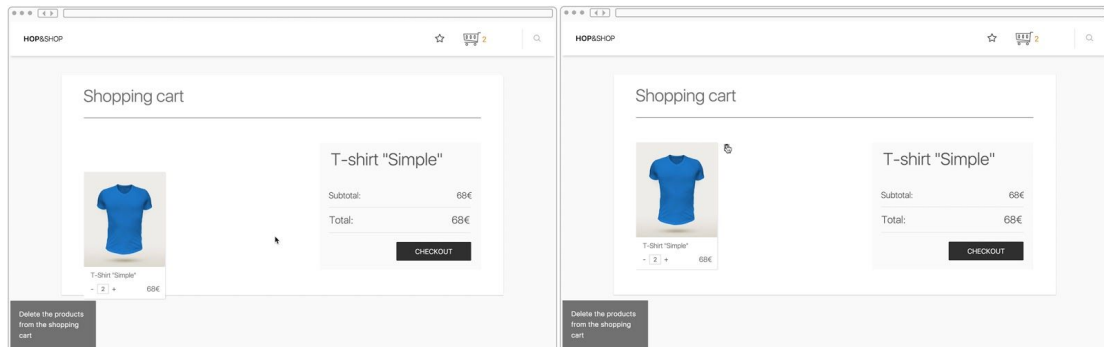 HOP&SHOP
2
Shopping cart
T-shirt "Simple"
Subtotal: 68€
Total: 68€
CHECKOUT
T-Shirt "Simple"
- 2 + 68€
Delete the products
from the shopping
cart
HOP&SHOP
2
Shopping cart
T-shirt "Simple"
Subtotal: 68€
Total: 68€
CHECKOUT
T-Shirt "Simple"
- 2 + 68€
Delete the products
from the shopping
cart